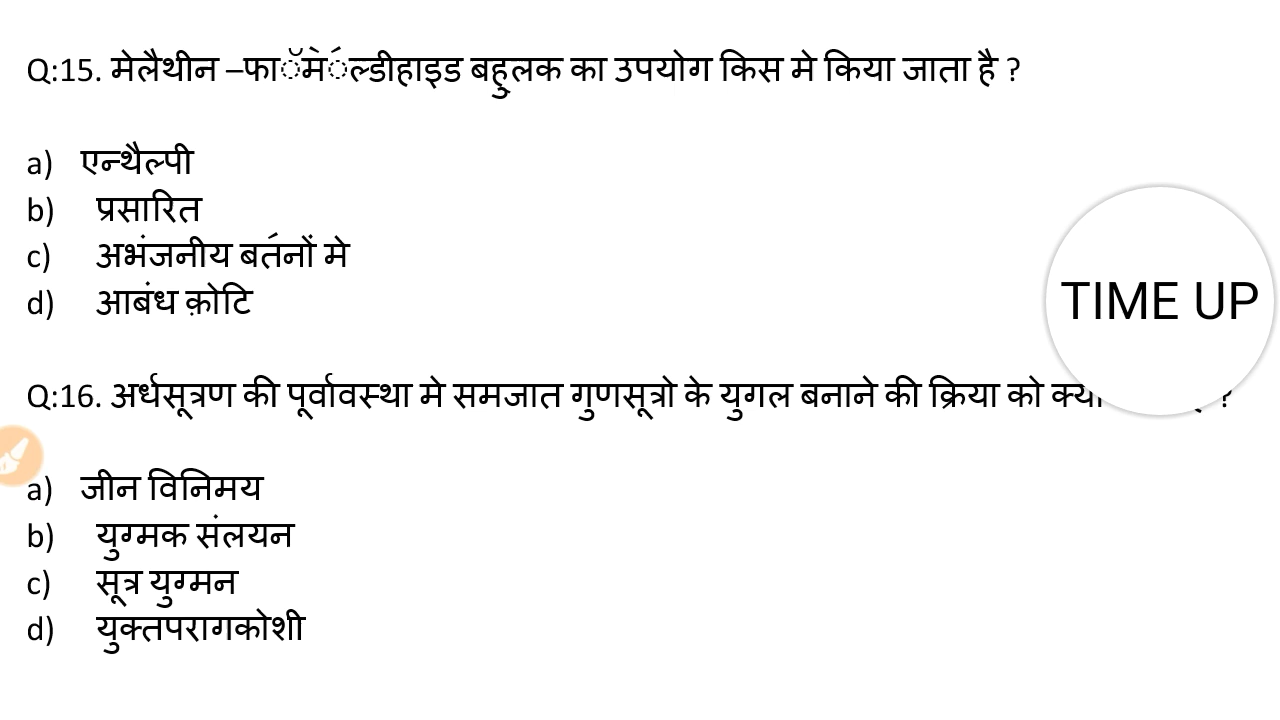 Q:15. मेलैथीन –फाॅर्मेल्डीहाइड बहुलक का उपयोग किस मे किया जाता है ?
a) एन्थैल्पी
b) प्रसारित
c) अभंजनीय बर्तनों मे
d) आबंध क़ोटि
TIME UP
Q:16. अर्धसूत्रण की पूर्वावस्था मे समजात गुणसूत्रो के युगल बनाने की क्रिया को क्या ?
a) जीन विनिमय
b) युग्मक संलयन
c) सूत्र युग्मन
d) युक्तपरागकोशी